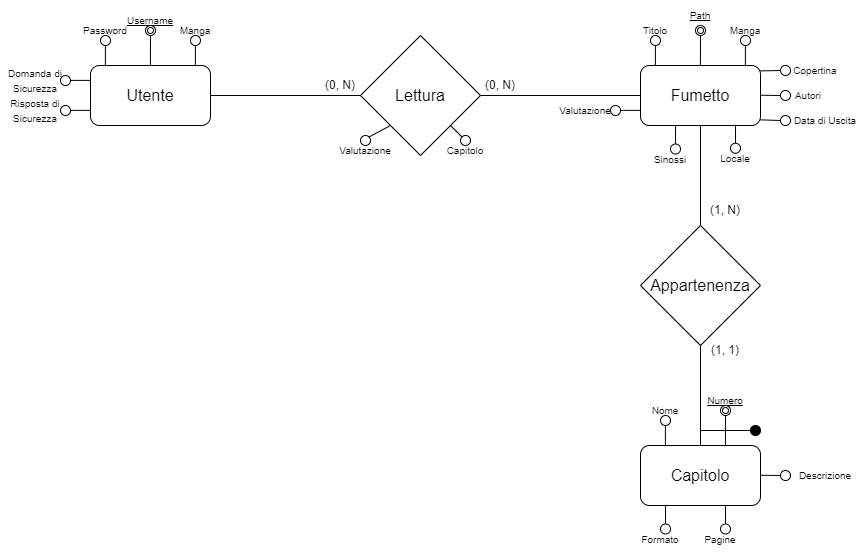 Username
Password
Manga
Domanda di
Sicurezza
Risposta di
Sicurezza
Utente
(0, N)
Lettura
(0, N)
Valutazione
Capitolo
Path
Titolo
Manga
Copertina
Fumetto
Autori
Valutazione
Data di Uscita
Sinossi
Locale
(1, N)
Appartenenza
(1, 1)
Nome
Numero
Capitolo
Descrizione
Formato
Pagine